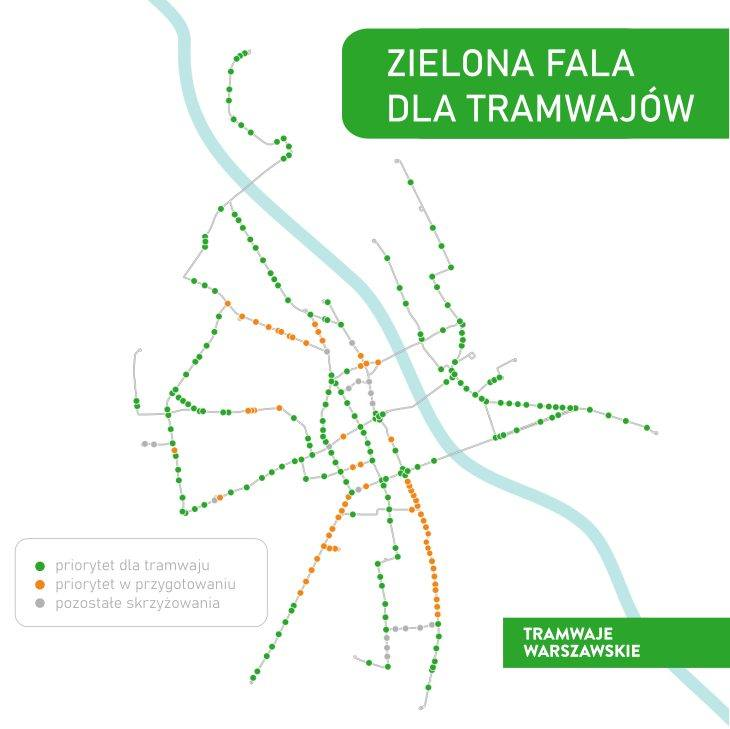 ZIELONA FALA
DLA TRAMWAJÓW
priorytet dla tramwaju
priorytet w przygotowaniu
pozostałe skrzyżowania
TRAMWAJE
WARSZAWSKIE